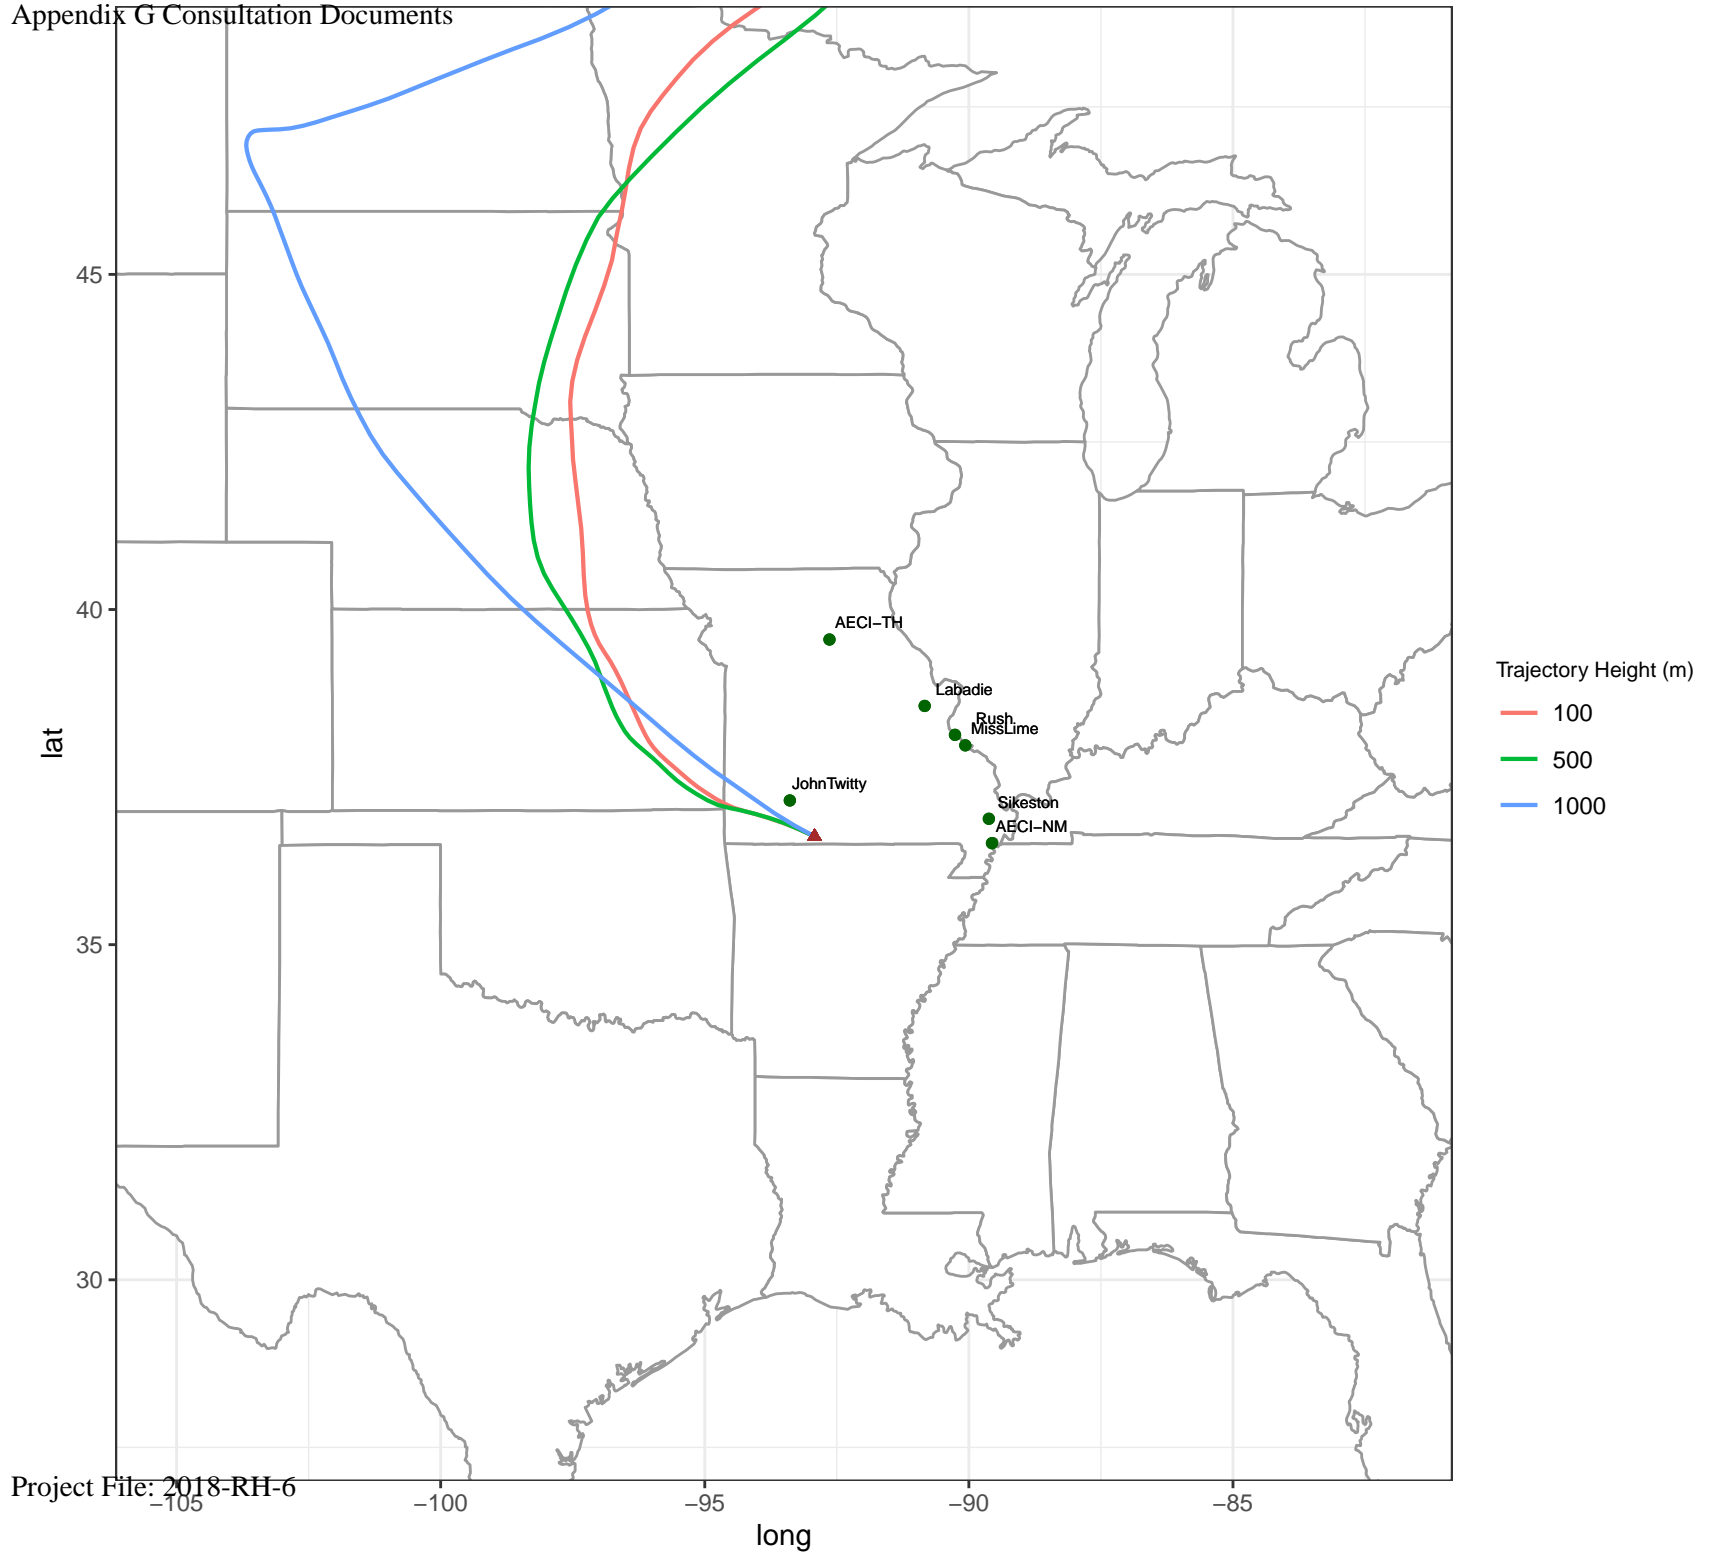 Appendix G Consultation Documents
45
40
35
30
lat
AECI−TH
Labadie
Rush
MissLime
JohnTwitty
Sikeston
AECI−NM
Trajectory Height (m)
100
500
1000
Project File: 2018-RH-6
−105
−100
−95
−90
−85
long